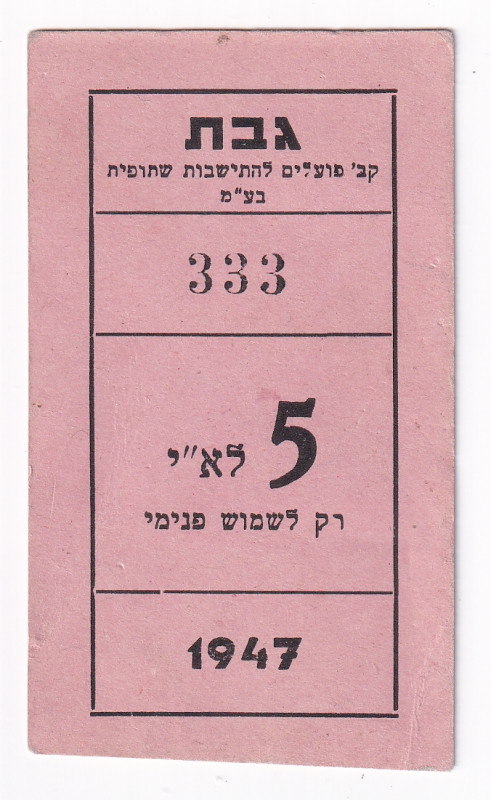 גבת
קב' פועלים להתישבות שתופית
בע"מ
333
5 לא"י
רק לשמוש פנימי
1947